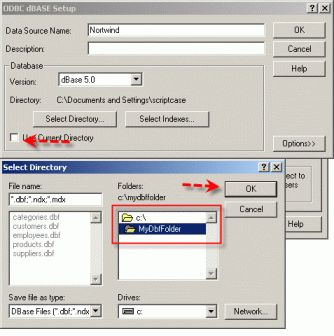 ODBC dBASE Setup
Data Source Name: Nortwind OK
Description: Cancel
Database Help
Version: dBase 5.0
Directory: C:\Documents and Settings\scriptcase
Select Directory... Select Indexes...
Use Current Directory Options>>
Select Directory
File name: Folders: OK
*.dbf;*.ndx;*.mdx c:\mydbffolder Cancel
categories.dbf c:\
customers.dbf MyDbfFolder
employees.dbf
products.dbf
suppliers.dbf
Save file as type: Drives:
DBase Files (*.dbf;*.ndx c: Network...
ect to
sers
Help